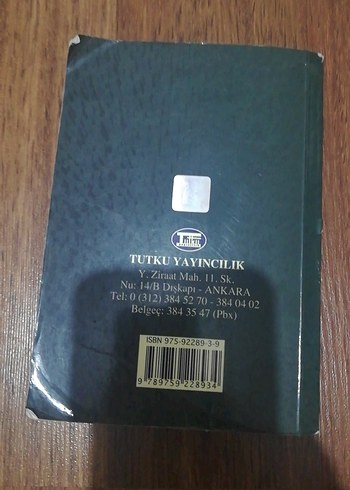 Tutku
TUTKU YAYINCILIK
Y. Ziraat Mah. 11. Sk.
Nu: 14/B Dışkapı - ANKARA
Tel: 0 (312) 384 52 70 - 384 04 02
Belgeç: 384 35 47 (Pbx)
ISBN 975-92289-3-9
9 789759 228934